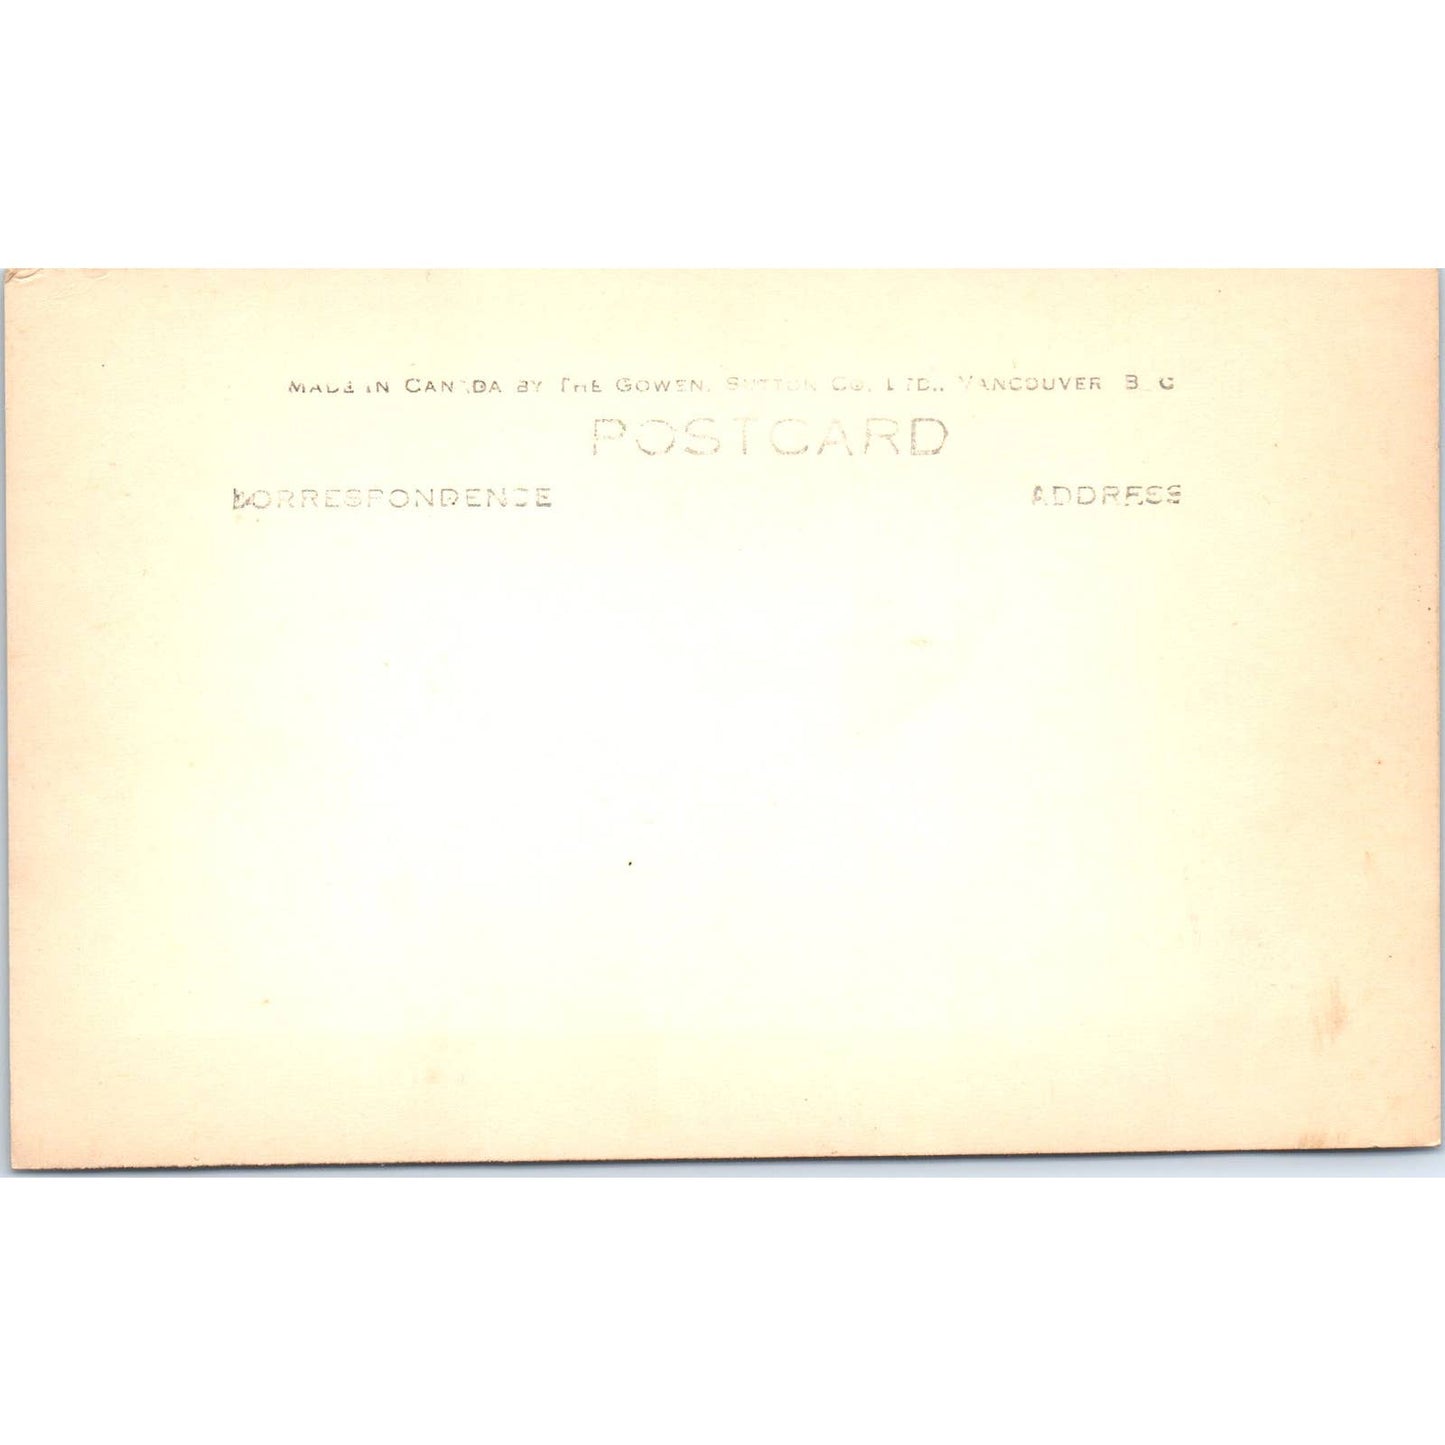 MADE IN CANADA BY THE GOWEN, SUTTON CO. LTD., VANCOUVER B C
POSTCARD
CORRESPONDENCE ADDRESS